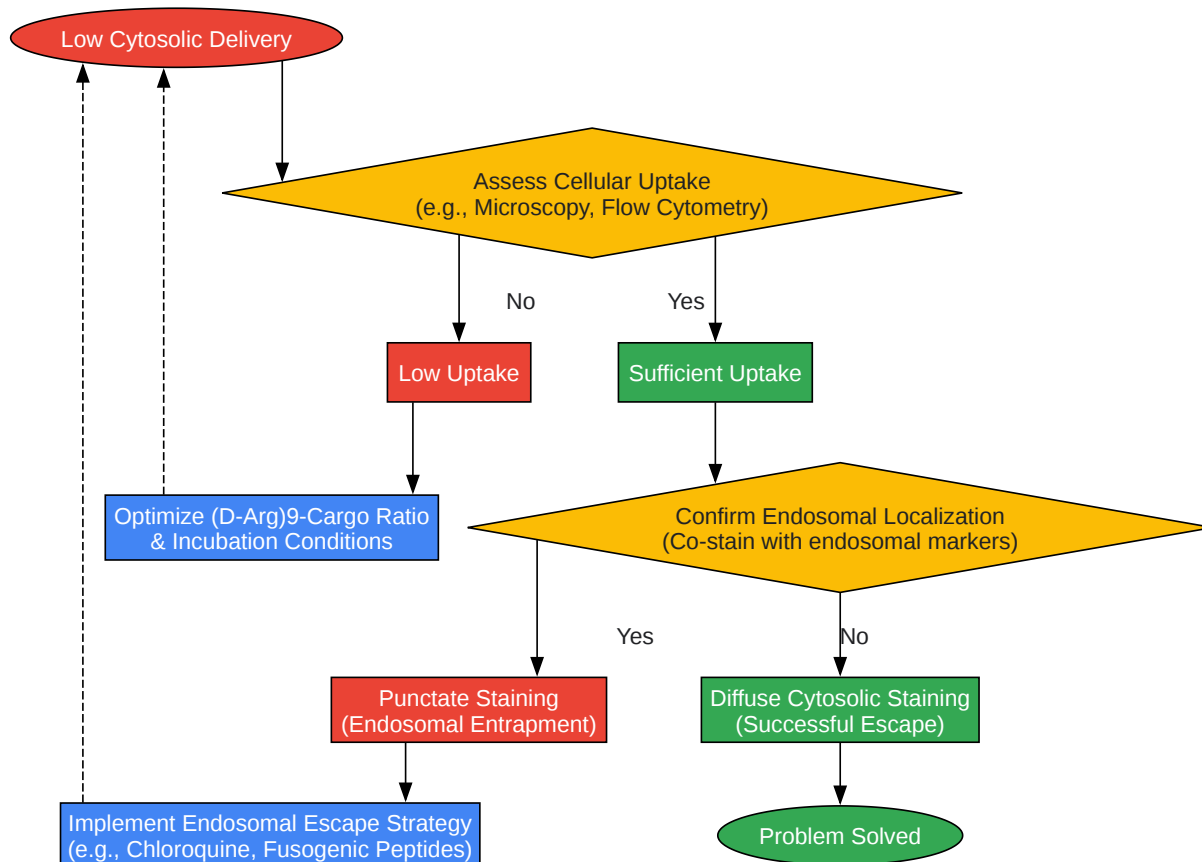 Low Cytosolic Delivery
Assess Cellular Uptake
(e.g., Microscopy, Flow Cytometry)
No
Yes
Low Uptake
Sufficient Uptake
Optimize (D-Arg)9-Cargo Ratio
& Incubation Conditions
Confirm Endosomal Localization
(Co-stain with endosomal markers)
Yes
No
Punctate Staining
(Endosomal Entrapment)
Diffuse Cytosolic Staining
(Successful Escape)
Implement Endosomal Escape Strategy
(e.g., Chloroquine, Fusogenic Peptides)
Problem Solved